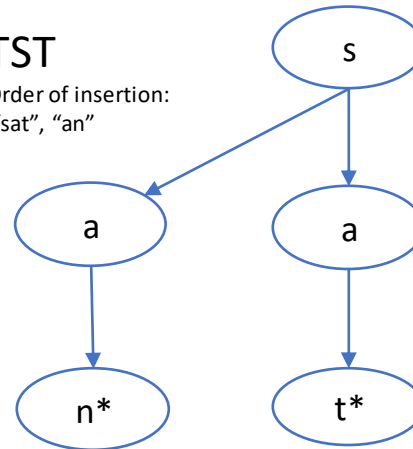 TST
Order of insertion:
"sat", "an"
s
a
a
n*
t*